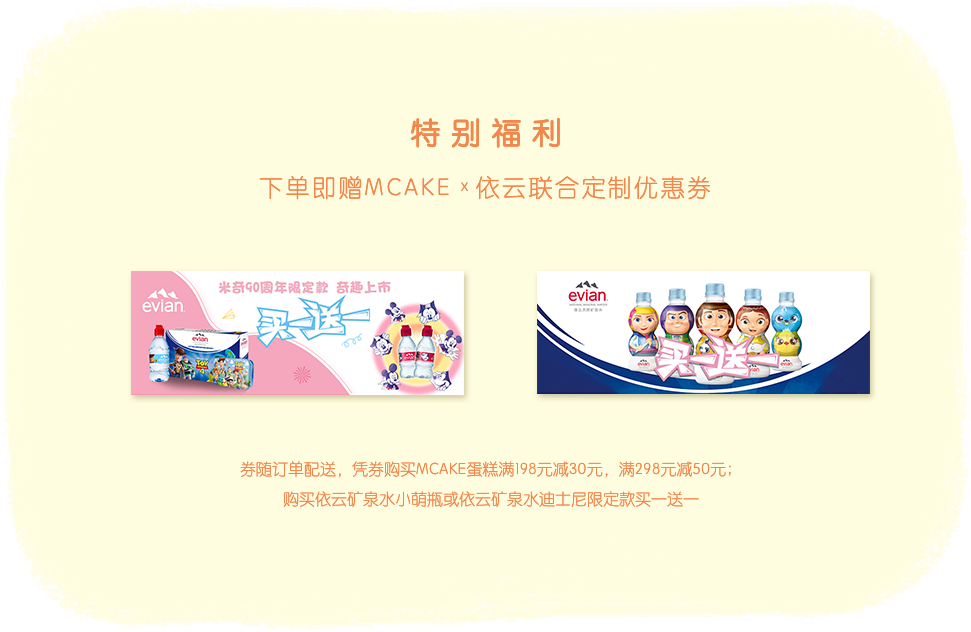 特别福利
下单即赠MCAKE x 依云联合定制优惠券
evian
米奇90周年限定款 奇趣上市
买一送一
evian
TOY
evian
买一送一
券随订单配送，凭券购买MCAKE蛋糕满198元减30元，满298元减50元；
购买依云矿泉水小萌瓶或依云矿泉水迪士尼限定款买一送一